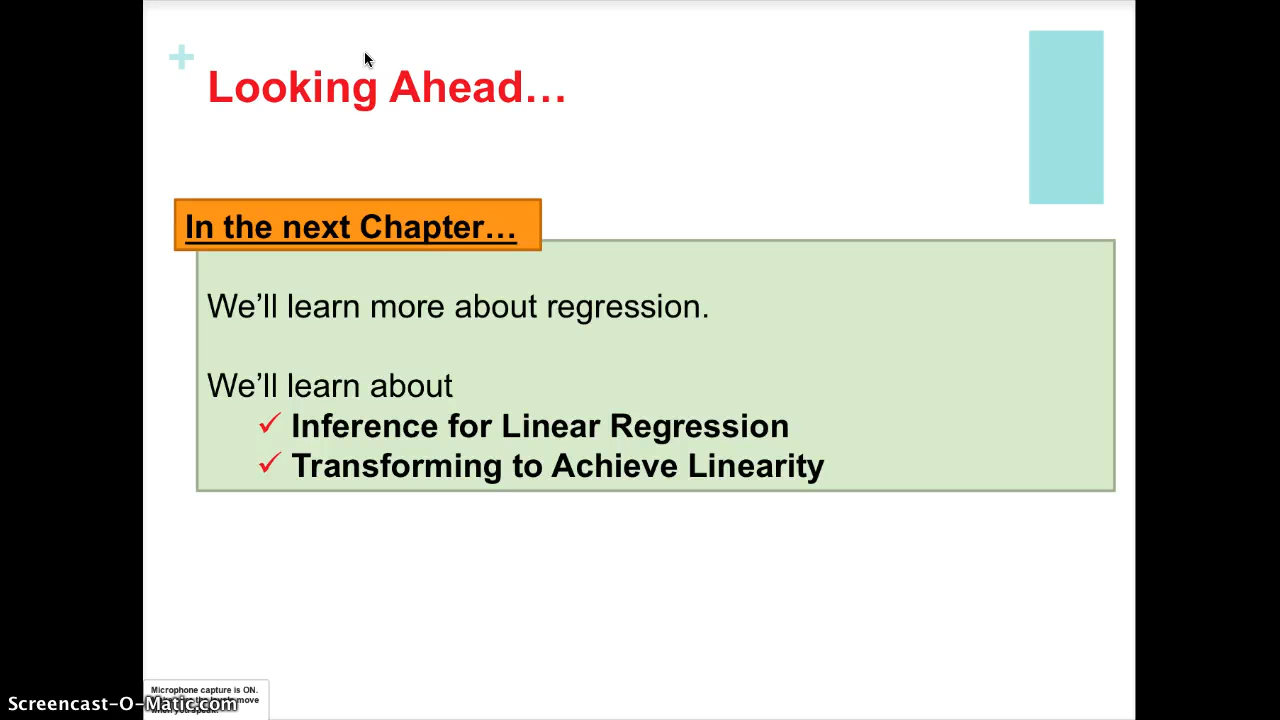 +
Looking Ahead…
In the next Chapter…
We’ll learn more about regression.
We’ll learn about
✓ Inference for Linear Regression
✓ Transforming to Achieve Linearity
Microphone capture is ON.
move
Screencast-O-Matic.com